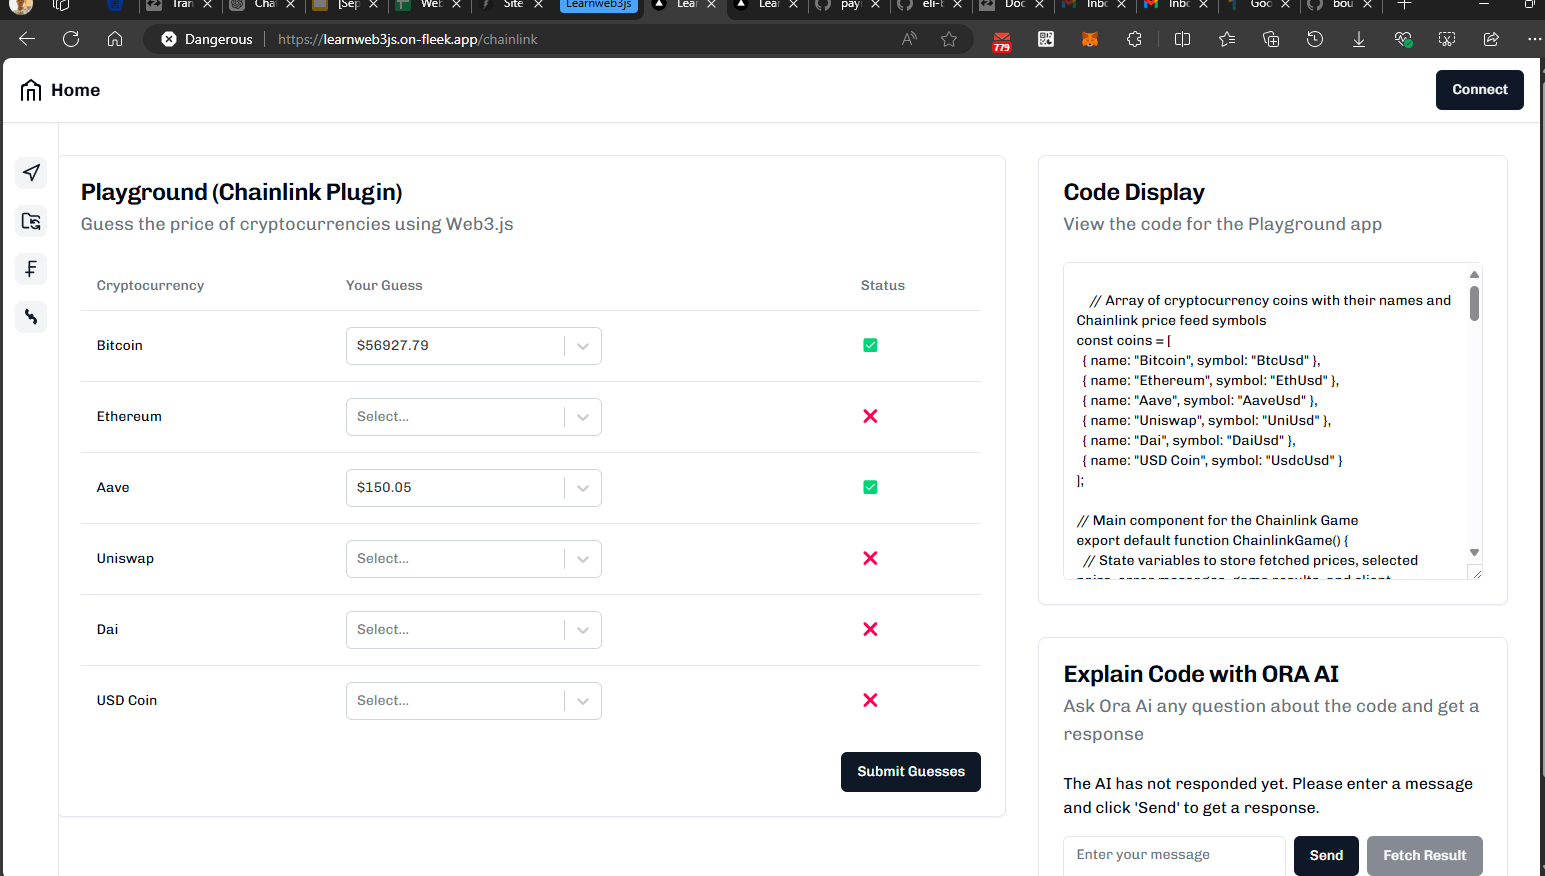 Tran
Chat
[Sep
Web
Site
Learnweb3js
Lear
Lear
pay
eli-b
Doc
Inbo
Inbo
Goo
bou
Dangerous
https://learnweb3js.on-fleek.app/chainlink
A
779
Home
Connect
Playground (Chainlink Plugin)
Guess the price of cryptocurrencies using Web3.js
Cryptocurrency Your Guess Status
Bitcoin $56927.79
Ethereum Select...
Aave $150.05
Uniswap Select...
Dai Select...
USD Coin Select...
Submit Guesses
Code Display
View the code for the Playground app
// Array of cryptocurrency coins with their names and
Chainlink price feed symbols
const coins = [
{ name: "Bitcoin", symbol: "BtcUsd" },
{ name: "Ethereum", symbol: "EthUsd" },
{ name: "Aave", symbol: "AaveUsd" },
{ name: "Uniswap", symbol: "UniUsd" },
{ name: "Dai", symbol: "DaiUsd" },
{ name: "USD Coin", symbol: "UsdcUsd" }
];
// Main component for the Chainlink Game
export default function ChainlinkGame() {
// State variables to store fetched prices, selected
Explain Code with ORA AI
Ask Ora Ai any question about the code and get a
response
The AI has not responded yet. Please enter a message
and click 'Send' to get a response.
Enter your message
Send
Fetch Result